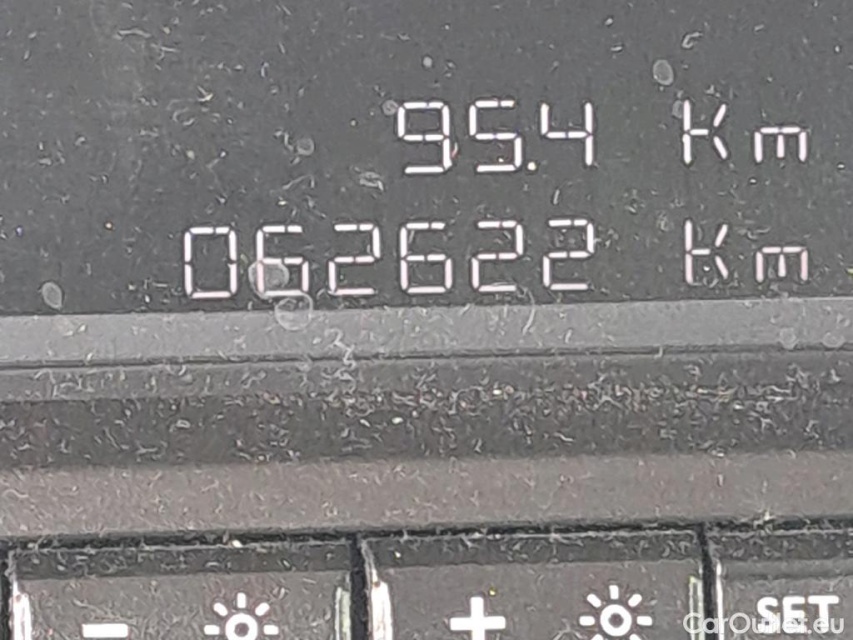 95.4 Km
062622 Km
- + SET
CarOutlet.eu